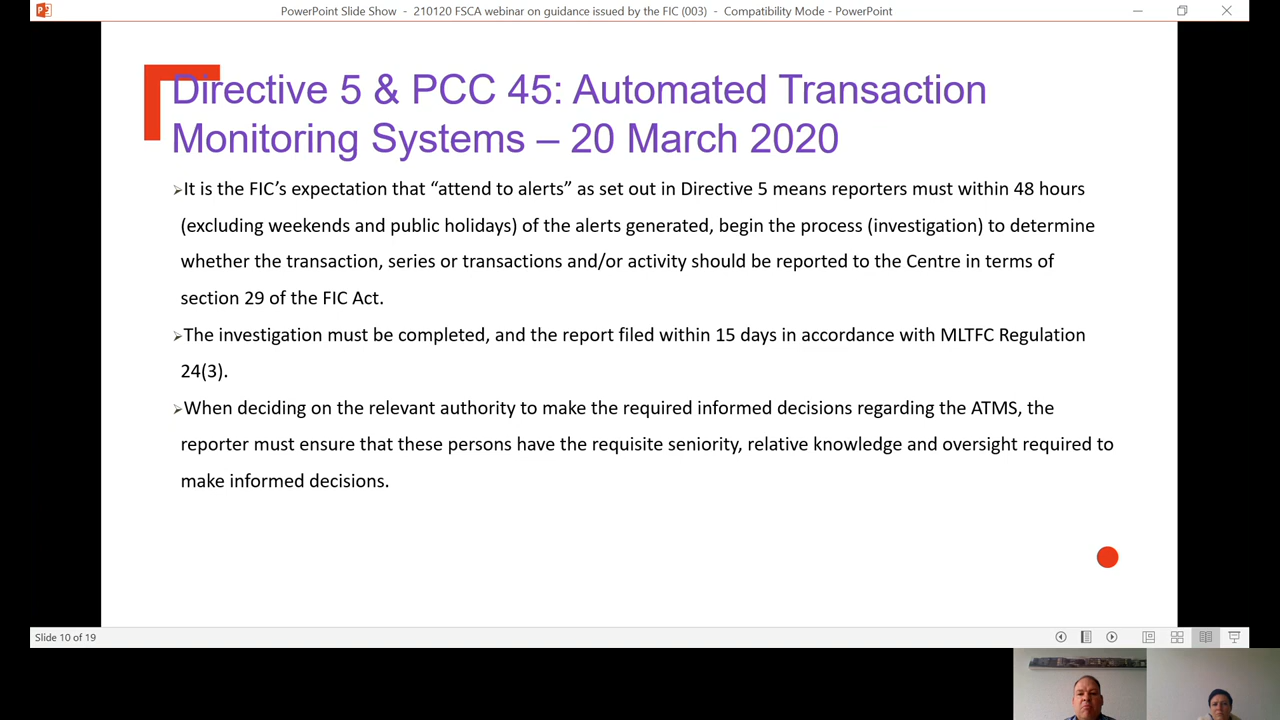 PowerPoint Slide Show - 210120 FSCA webinar on guidance issued by the FIC (003) - Compatibility Mode - PowerPoint
Directive 5 & PCC 45: Automated Transaction
Monitoring Systems – 20 March 2020
➢It is the FIC’s expectation that “attend to alerts” as set out in Directive 5 means reporters must within 48 hours
(excluding weekends and public holidays) of the alerts generated, begin the process (investigation) to determine
whether the transaction, series or transactions and/or activity should be reported to the Centre in terms of
section 29 of the FIC Act.
➢The investigation must be completed, and the report filed within 15 days in accordance with MLTFC Regulation
24(3).
➢When deciding on the relevant authority to make the required informed decisions regarding the ATMS, the
reporter must ensure that these persons have the requisite seniority, relative knowledge and oversight required to
make informed decisions.
Slide 10 of 19